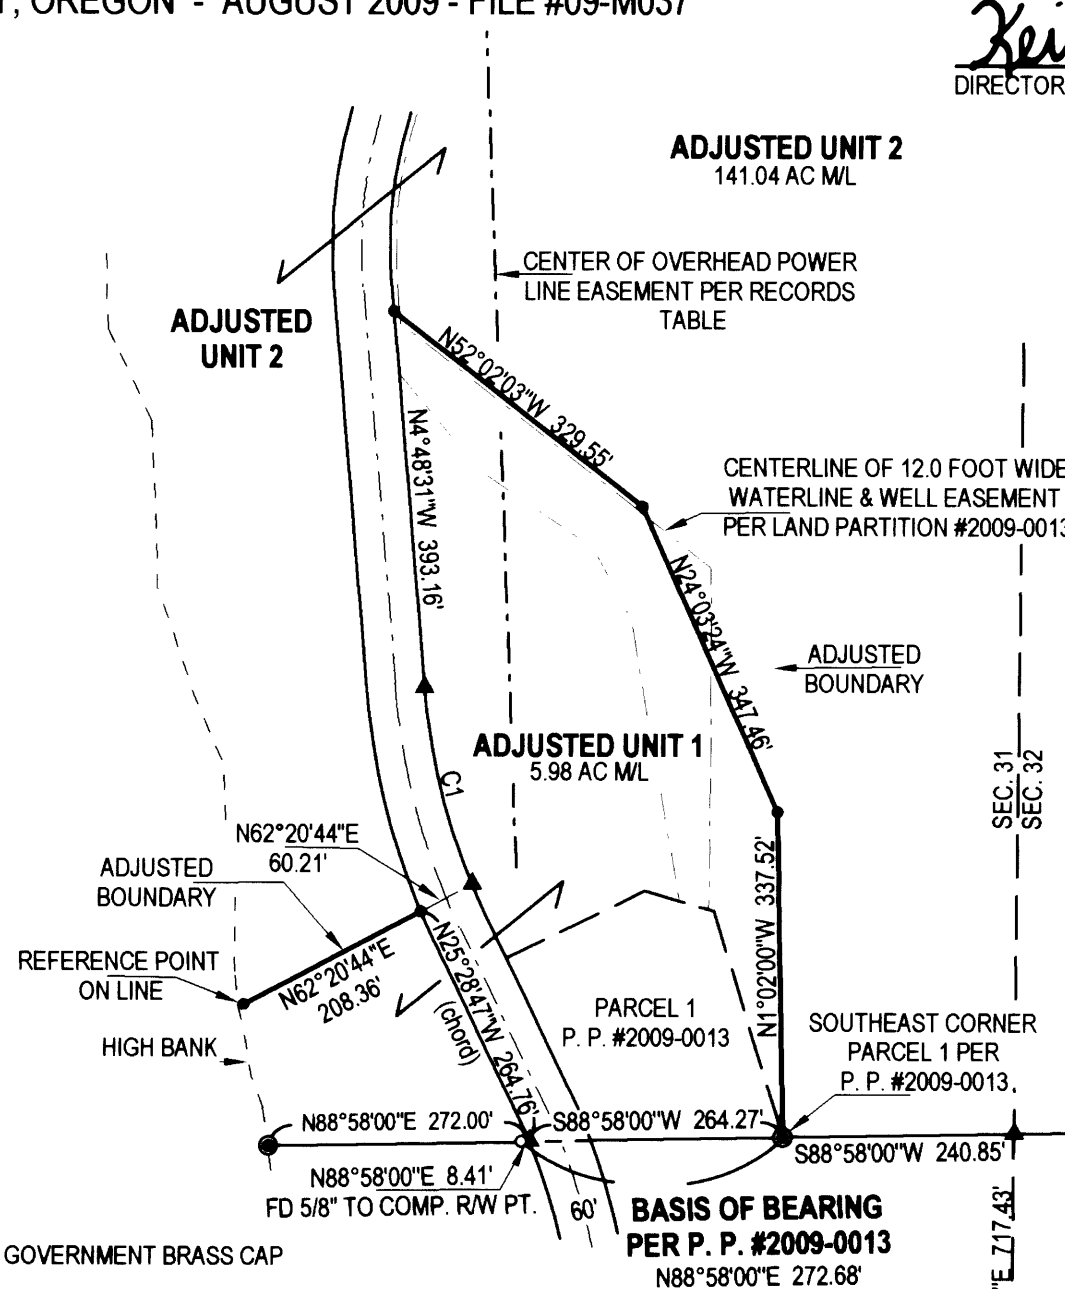 , OREGON - AUGUST 2009 - FILE #09-M037
DIRECTOR
ADJUSTED UNIT 2
141.04 AC M/L
CENTER OF OVERHEAD POWER
LINE EASEMENT PER RECORDS
TABLE
ADJUSTED
UNIT 2
N52°02'03"W 329.55'
N4°48'31"W 393.16'
CENTERLINE OF 12.0 FOOT WIDE
WATERLINE & WELL EASEMENT
PER LAND PARTITION #2009-0013
N24°03'24"W 347.46'
ADJUSTED
BOUNDARY
ADJUSTED UNIT 1
5.98 AC M/L
SEC. 31
SEC. 32
C1
N62°20'44"E
60.21'
ADJUSTED
BOUNDARY
N1°02'00"W 337.52'
REFERENCE POINT
ON LINE
N62°20'44"E
208.36'
N25°28'47"W 264.76'
(chord)
PARCEL 1
P. P. #2009-0013
SOUTHEAST CORNER
PARCEL 1 PER
P. P. #2009-0013
HIGH BANK
N88°58'00"E 272.00'
S88°58'00"W 264.27'
S88°58'00"W 240.85'
N88°58'00"E 8.41'
FD 5/8" TO COMP. R/W PT.
60'
BASIS OF BEARING
PER P. P. #2009-0013
N88°58'00"E 272.68'
"E 717.43'
GOVERNMENT BRASS CAP